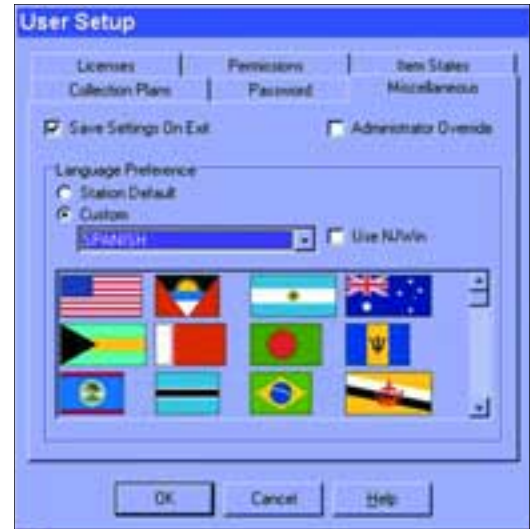 User Setup
Licenses Permissions Item States
Collection Plans Password Miscellaneous
Save Settings On Exit Administrator Override
Language Preference
Station Default
Custom
SPANISH Use NJWin
OK Cancel Help